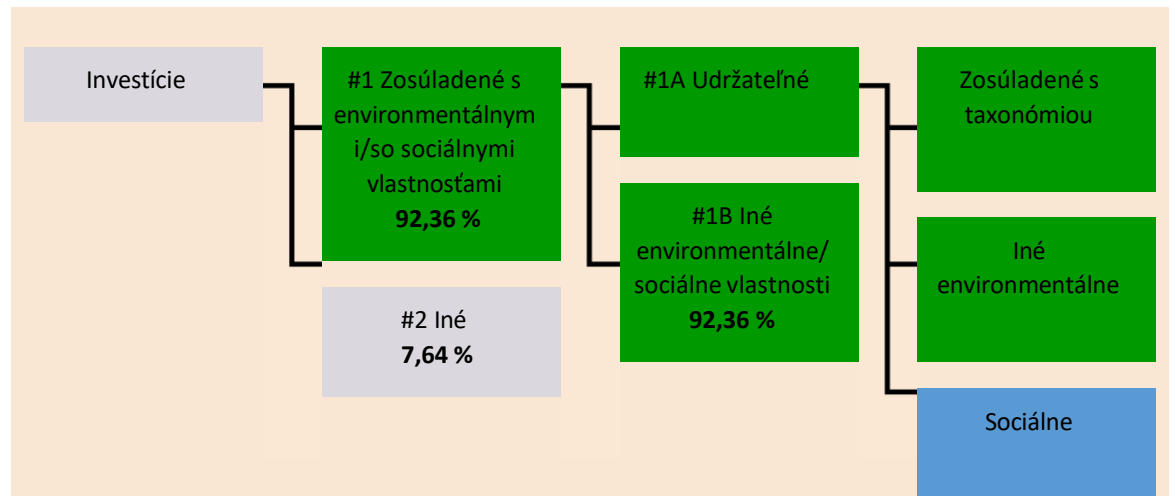 Investície
#1 Zosúladené s
environmentálnym
i/so sociálnymi
vlastnosťami
92,36 %
#2 Iné
7,64 %
#1A Udržateľné
#1B Iné
environmentálne/
sociálne vlastnosti
92,36 %
Zosúladené s
taxonómiou
Iné
environmentálne
Sociálne